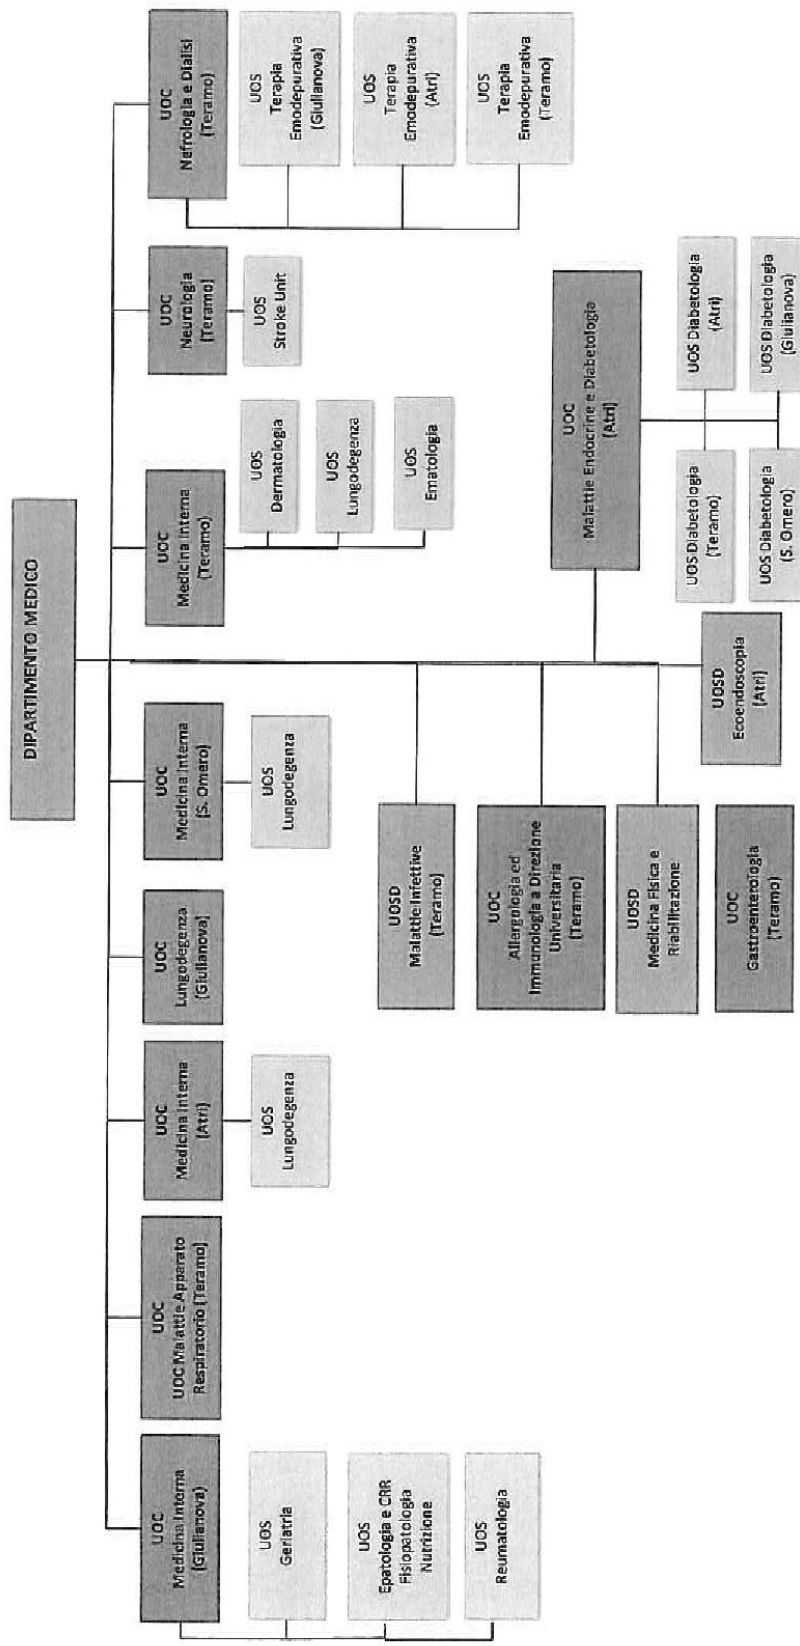 DIPARTIMENTO MEDICO
UOC
Medicina Interna
(Giulianova)
UOS
Geriatria
UOS
Epatologia e CRR
Fisiopatologia
Nutrizione
UOS
Reumatologia
UOC
UOC Malattie Apparato
Respiratorio (Teramo)
UOC
Medicina Interna
(Atri)
UOS
Lungodegenza
UOC
Lungodegenza
(Giulianova)
UOC
Medicina Interna
(S. Omero)
UOS
Lungodegenza
UOC
Medicina Interna
(Teramo)
UOS
Dermatologia
UOS
Lungodegenza
UOS
Ematologia
UOC
Neurologia
(Teramo)
UOS
Stroke Unit
UOC
Nefrologia e Dialisi
(Teramo)
UOS
Terapia
Emodepurativa
(Giulianova)
UOS
Terapia
Emodepurativa
(Atri)
UOS
Terapia
Emodepurativa
(Teramo)
UOSD
Malattie Infettive
(Teramo)
UOC
Allergologia ed
Immunologia a Direzione
Universitaria
(Teramo)
UOSD
Medicina Fisica e
Riabilitazione
UOC
Gastroenterologia
(Teramo)
UOSD
Ecoendoscopia
(Atri)
UOC
Malattie Endocrine e Diabetologia
(Atri)
UOS Diabetologia
(Teramo)
UOS Diabetologia
(Atri)
UOS Diabetologia
(S. Omero)
UOS Diabetologia
(Giulianova)